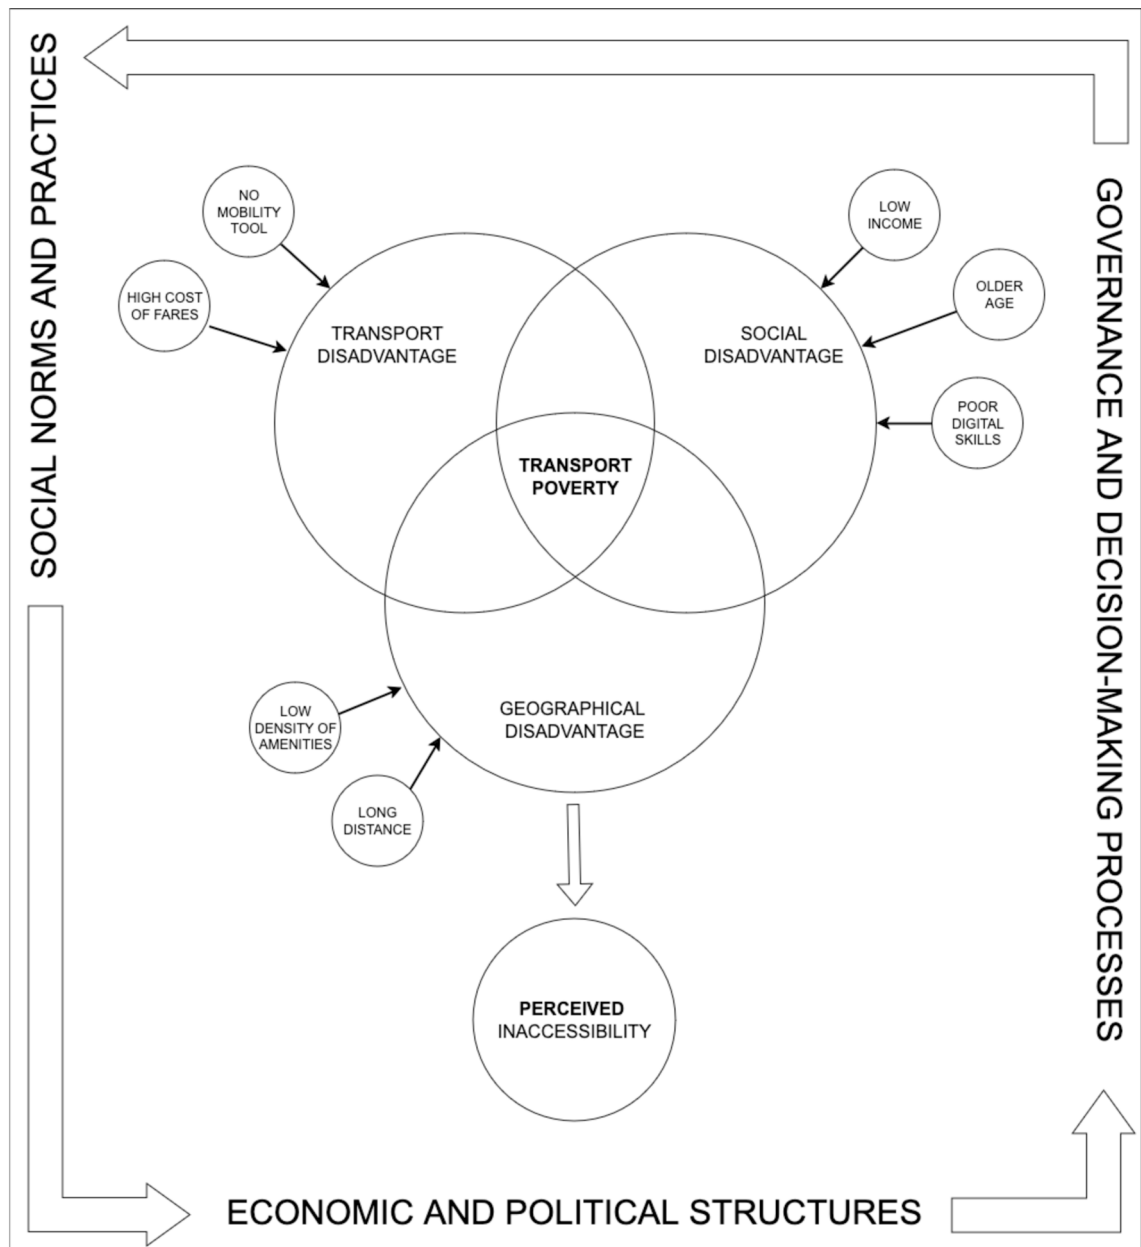 SOCIAL NORMS AND PRACTICES
NO
MOBILITY
TOOL
HIGH COST
OF FARES
TRANSPORT
DISADVANTAGE
LOW
INCOME
OLDER
AGE
SOCIAL
DISADVANTAGE
POOR
DIGITAL
SKILLS
TRANSPORT
POVERTY
LOW
DENSITY OF
AMENITIES
LONG
DISTANCE
GEOGRAPHICAL
DISADVANTAGE
PERCEIVED
INACCESSIBILITY
GOVERNANCE AND DECISION-MAKING PROCESSES
ECONOMIC AND POLITICAL STRUCTURES